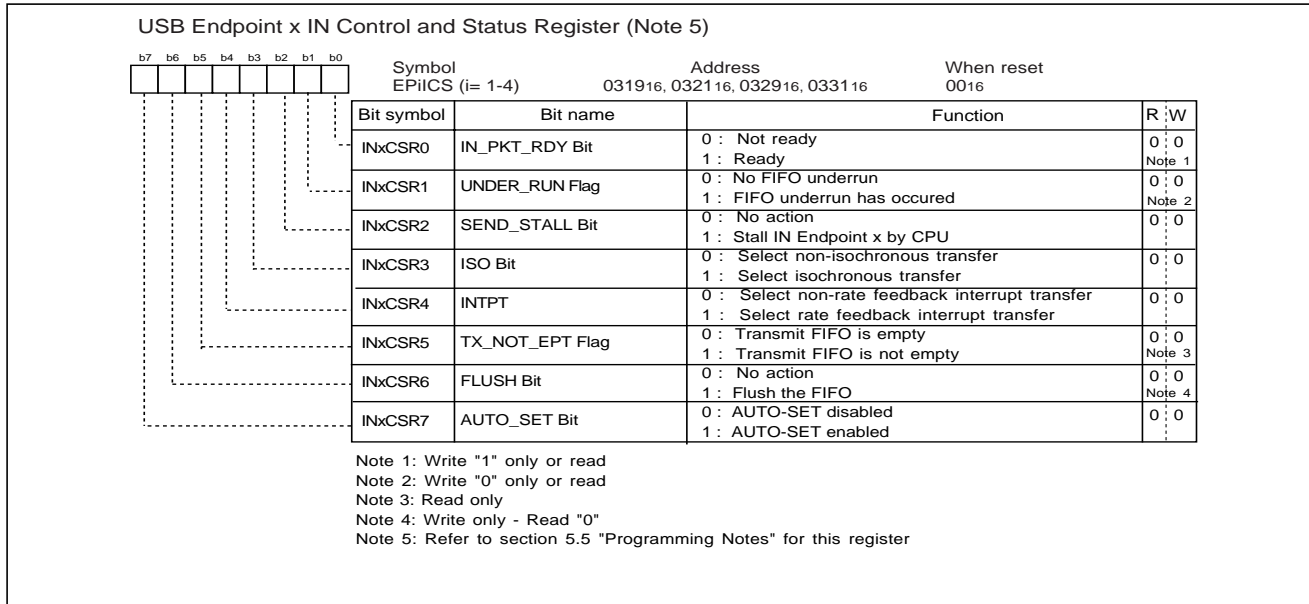 USB Endpoint x IN Control and Status Register (Note 5)
b7 b6 b5 b4 b3 b2 b1 b0
Symbol Address When reset
EPiICS (i= 1-4) 031916, 032116, 032916, 033116 0016
Bit symbol Bit name Function R W
INxCSR0 IN_PKT_RDY Bit 0 : Not ready 0 0
1 : Ready Note 1
INxCSR1 UNDER_RUN Flag 0 : No FIFO underrun 0 0
1 : FIFO underrun has occured Note 2
INxCSR2 SEND_STALL Bit 0 : No action 0 0
1 : Stall IN Endpoint x by CPU
INxCSR3 ISO Bit 0 : Select non-isochronous transfer 0 0
1 : Select isochronous transfer
INxCSR4 INTPT 0 : Select non-rate feedback interrupt transfer 0 0
1 : Select rate feedback interrupt transfer
INxCSR5 TX_NOT_EPT Flag 0 : Transmit FIFO is empty 0 0
1 : Transmit FIFO is not empty Note 3
INxCSR6 FLUSH Bit 0 : No action 0 0
1 : Flush the FIFO Note 4
INxCSR7 AUTO_SET Bit 0 : AUTO-SET disabled 0 0
1 : AUTO-SET enabled
Note 1: Write "1" only or read
Note 2: Write "0" only or read
Note 3: Read only
Note 4: Write only - Read "0"
Note 5: Refer to section 5.5 "Programming Notes" for this register